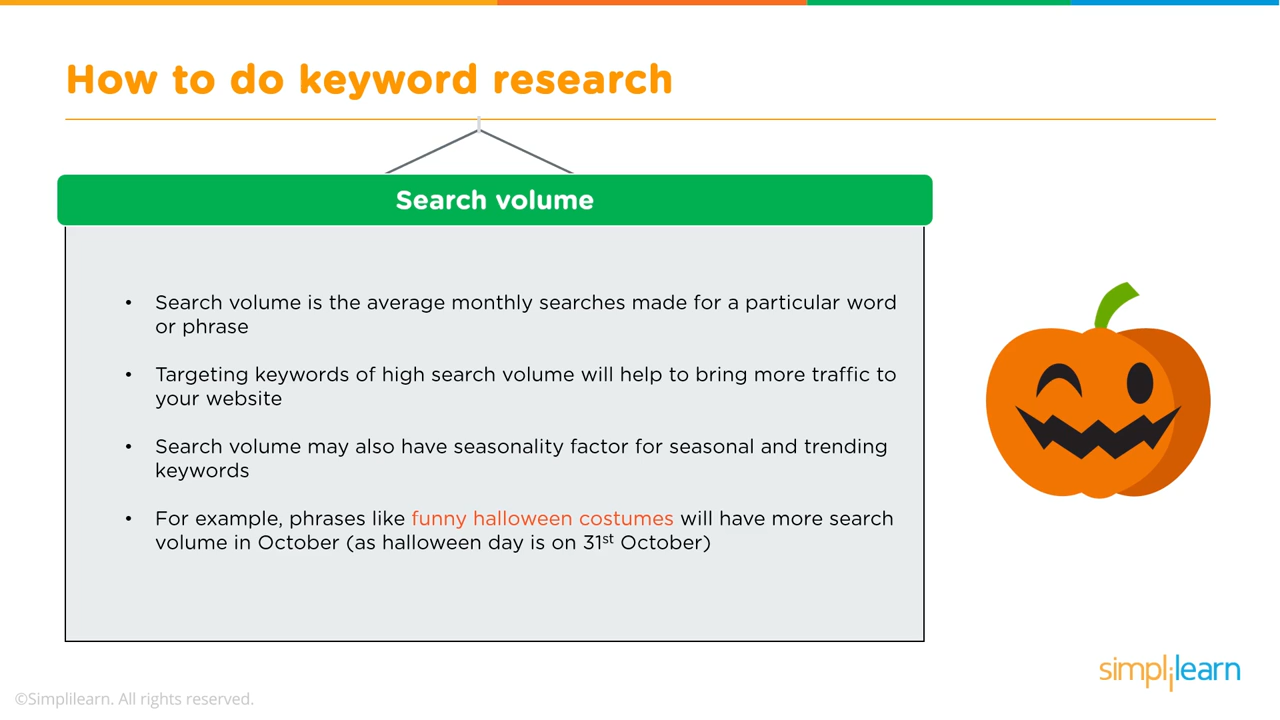 How to do keyword research
Search volume
• Search volume is the average monthly searches made for a particular word
or phrase
• Targeting keywords of high search volume will help to bring more traffic to
your website
• Search volume may also have seasonality factor for seasonal and trending
keywords
• For example, phrases like funny halloween costumes will have more search
volume in October (as halloween day is on 31st October)
simplilearn
©Simplilearn. All rights reserved.